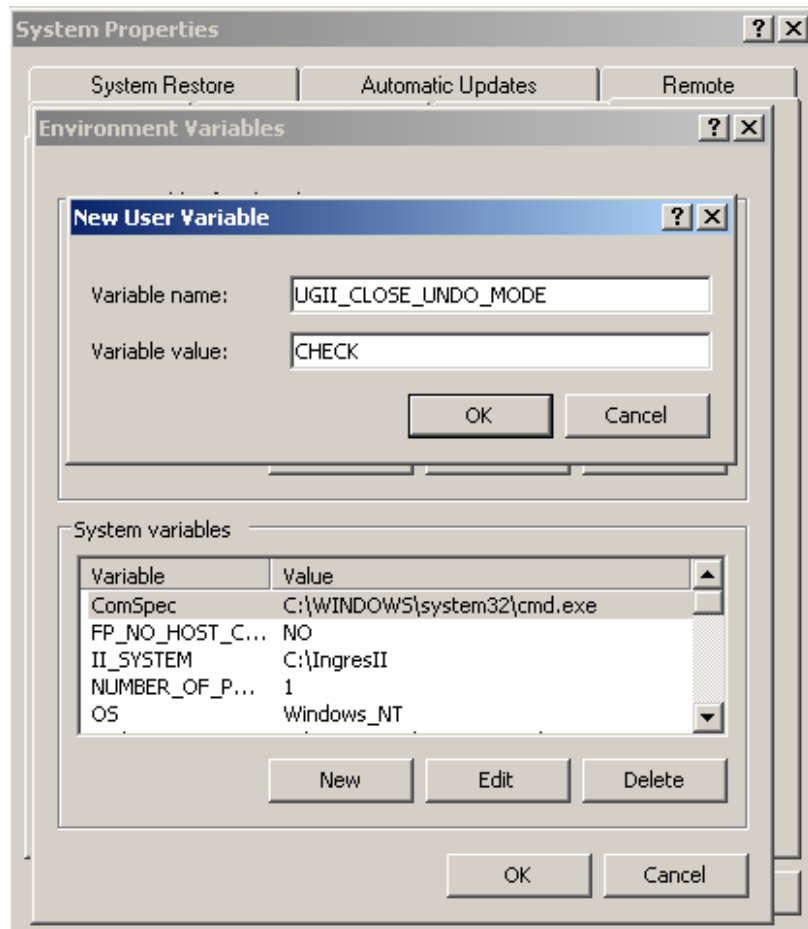 System Properties
System Restore Automatic Updates Remote
Environment Variables
New User Variable
Variable name: UGII_CLOSE_UNDO_MODE
Variable value: CHECK
OK Cancel
System variables
Variable Value
ComSpec C:\WINDOWS\system32\cmd.exe
FP_NO_HOST_C... NO
II_SYSTEM C:\IngresII
NUMBER_OF_P... 1
OS Windows_NT
New Edit Delete
OK Cancel